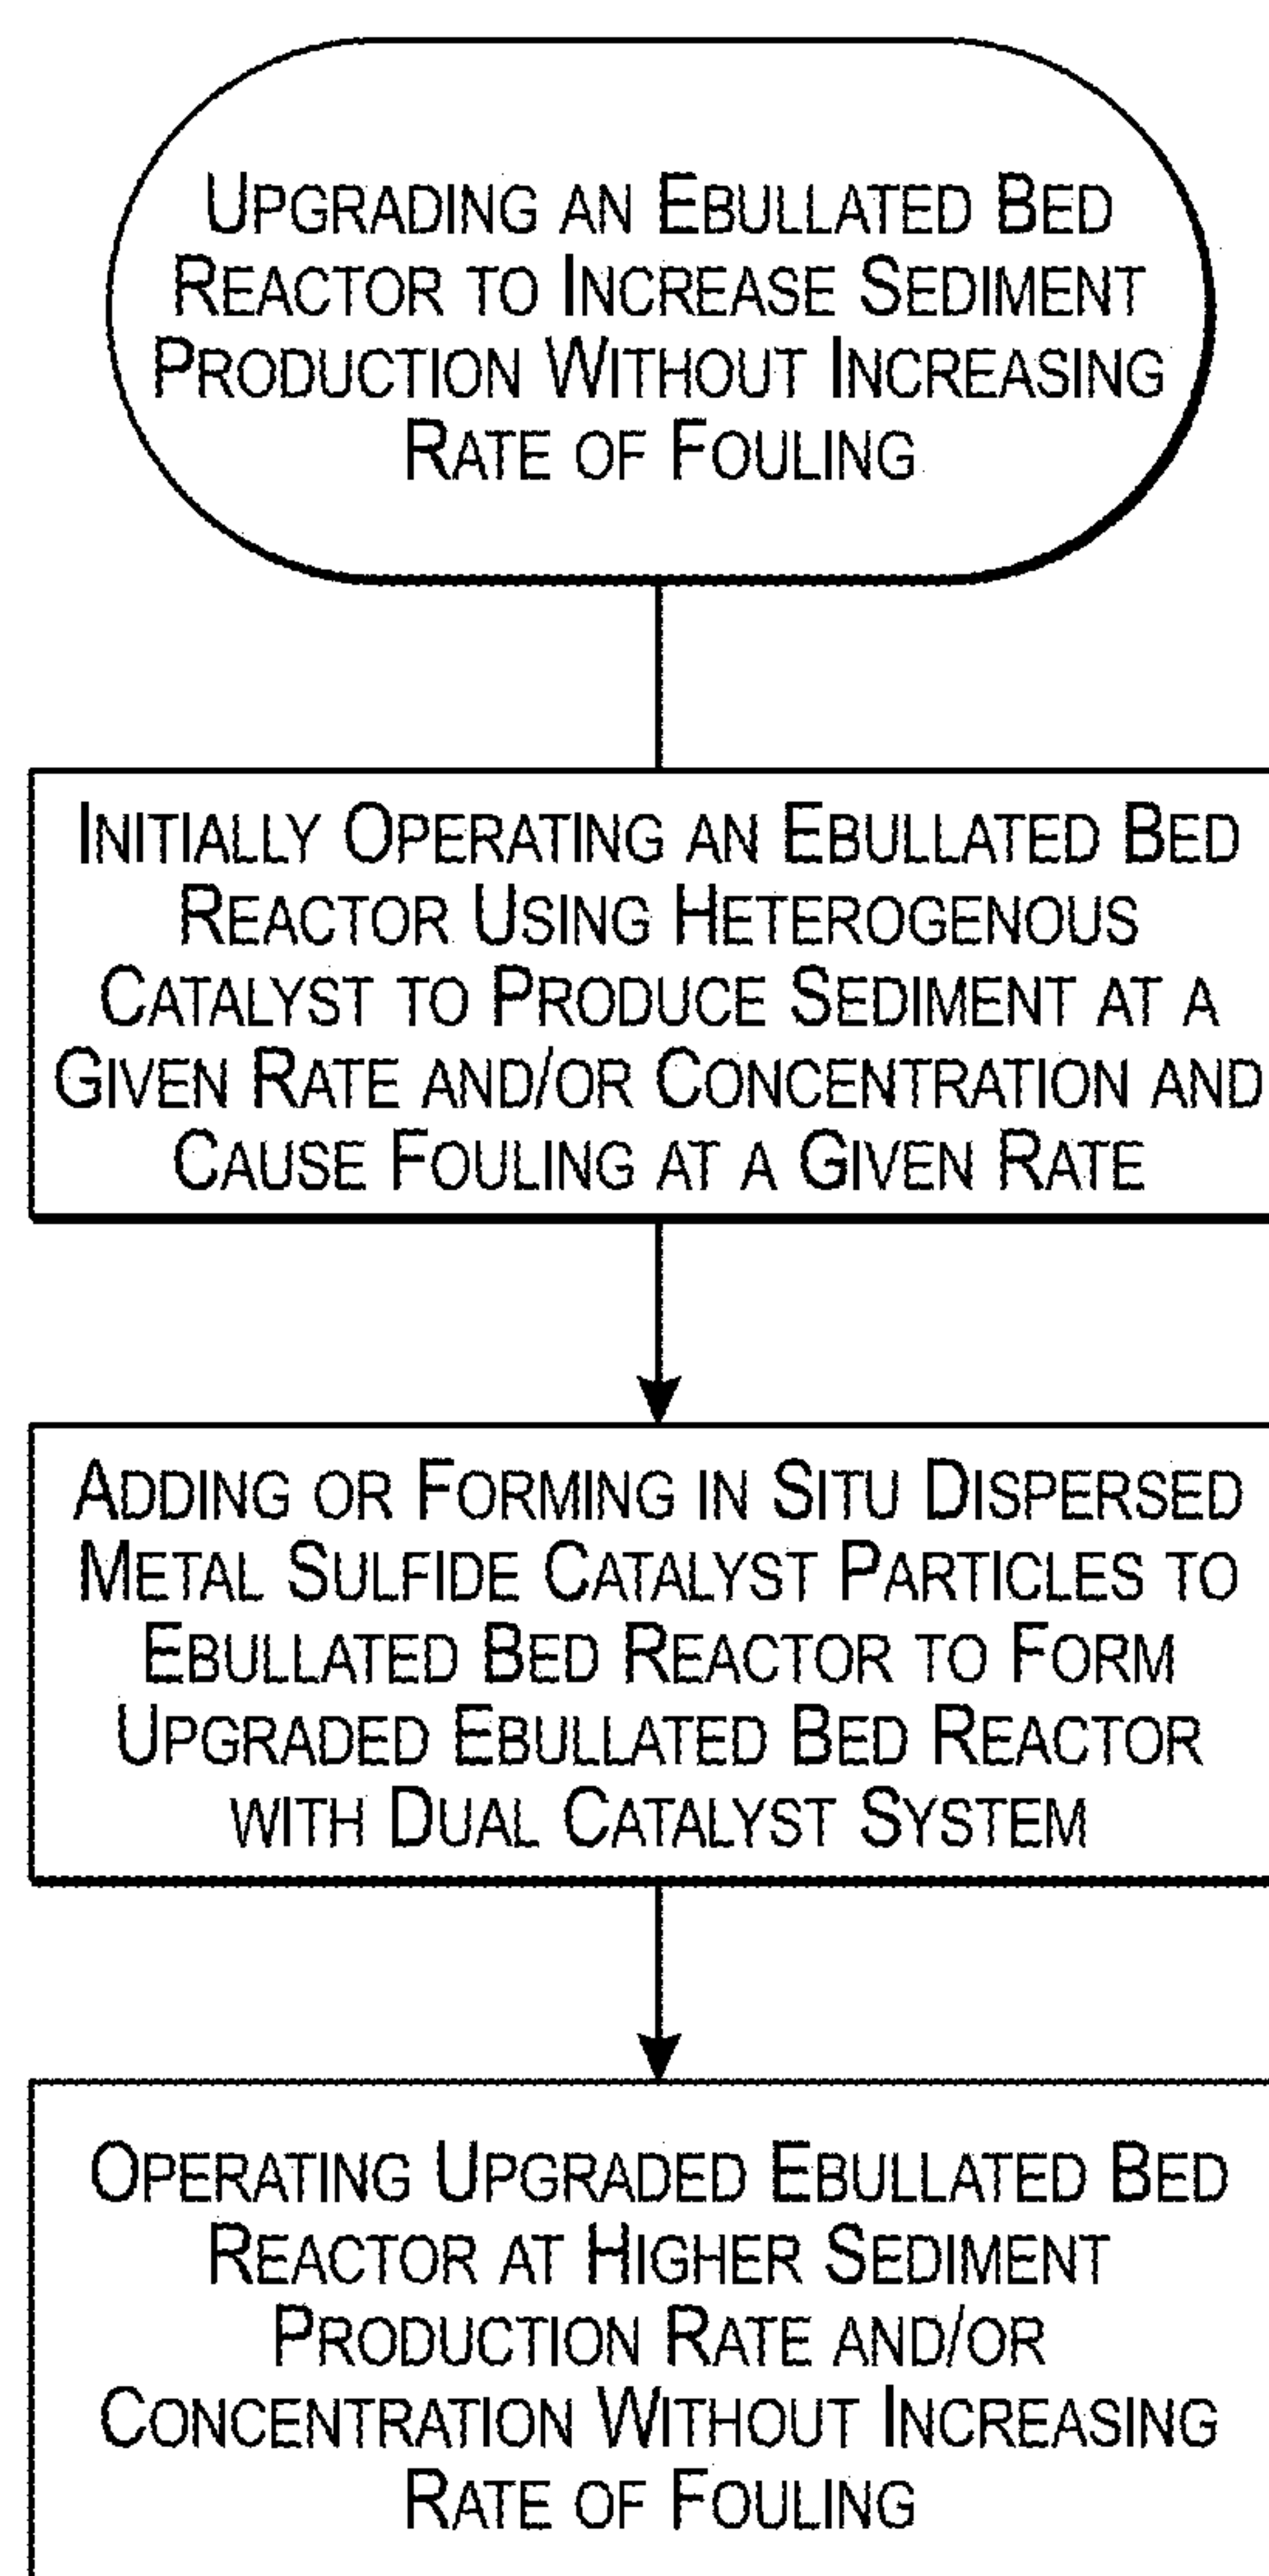 UPGRADING AN EBULLATED BED
REACTOR TO INCREASE SEDIMENT
PRODUCTION WITHOUT INCREASING
RATE OF FOULING
INITIALLY OPERATING AN EBULLATED BED
REACTOR USING HETEROGENOUS
CATALYST TO PRODUCE SEDIMENT AT A
GIVEN RATE AND/OR CONCENTRATION AND
CAUSE FOULING AT A GIVEN RATE
ADDING OR FORMING IN SITU DISPERSED
METAL SULFIDE CATALYST PARTICLES TO
EBULLATED BED REACTOR TO FORM
UPGRADED EBULLATED BED REACTOR
WITH DUAL CATALYST SYSTEM
OPERATING UPGRADED EBULLATED BED
REACTOR AT HIGHER SEDIMENT
PRODUCTION RATE AND/OR
CONCENTRATION WITHOUT INCREASING
RATE OF FOULING